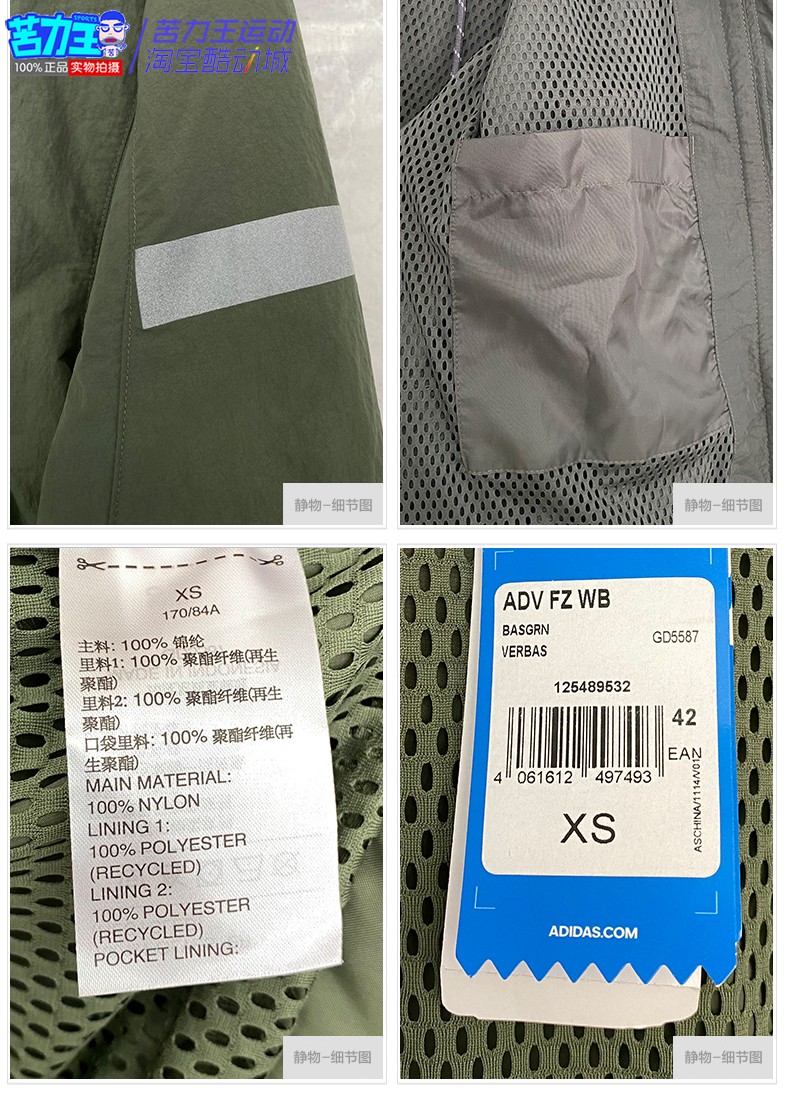 SPORTS
苦力王
100%正品 实物拍摄
苦力王运动
淘宝酷动城
静物-细节图
静物-细节图
XS
170/84A
主料: 100% 锦纶
里料1: 100% 聚酯纤维(再生
聚酯)
里料2: 100% 聚酯纤维(再生
聚酯)
口袋里料: 100% 聚酯纤维(再
生聚酯)
MAIN MATERIAL:
100% NYLON
LINING 1:
100% POLYESTER
(RECYCLED)
LINING 2:
100% POLYESTER
(RECYCLED)
POCKET LINING:
静物-细节图
ADV FZ WB
BASGRN
GD5587
VERBAS
125489532
42
EAN
4 061612 497493
XS
ASCHINA/1114/V017
ADIDAS.COM
静物-细节图